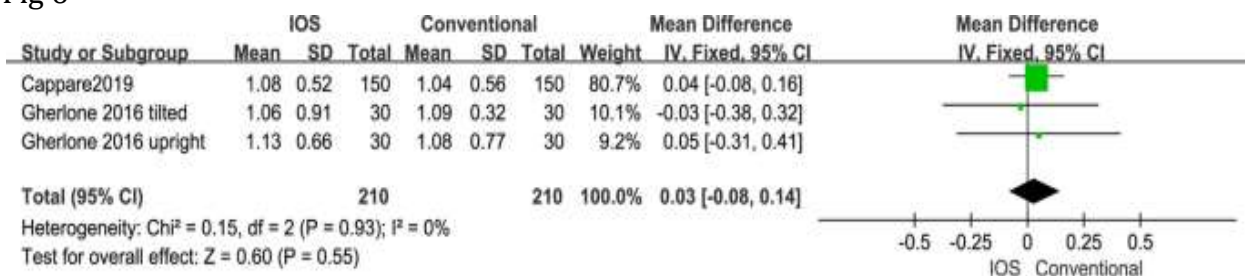 IOS Conventional Mean Difference Mean Difference
Study or Subgroup Mean SD Total Mean SD Total Weight IV, Fixed, 95% CI IV, Fixed, 95% CI
Cappare2019 1.08 0.52 150 1.04 0.56 150 80.7% 0.04 [-0.08, 0.16]
Gherlone 2016 tilted 1.06 0.91 30 1.09 0.32 30 10.1% -0.03 [-0.38, 0.32]
Gherlone 2016 upright 1.13 0.66 30 1.08 0.77 30 9.2% 0.05 [-0.31, 0.41]
Total (95% CI) 210 210 100.0% 0.03 [-0.08, 0.14]
Heterogeneity: Chi² = 0.15, df = 2 (P = 0.93); I² = 0%
Test for overall effect: Z = 0.60 (P = 0.55)
-0.5 -0.25 0 0.25 0.5
IOS Conventional